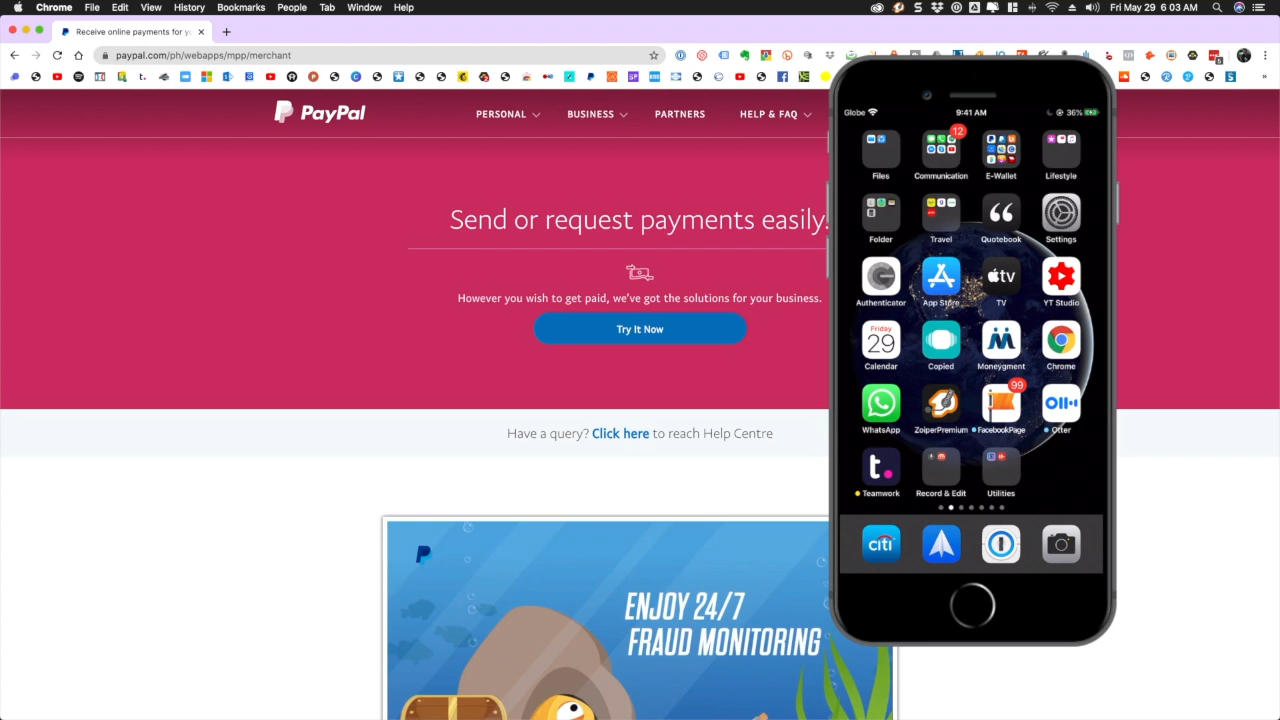 Chrome File Edit View History Bookmarks People Tab Window Help
Fri May 29 6:03 AM
Receive online payments for yo
paypal.com/ph/webapps/mpp/merchant
PayPal
PERSONAL BUSINESS PARTNERS HELP & FAQ
Send or request payments easily.
However you wish to get paid, we've got the solutions for your business.
Try It Now
Have a query? Click here to reach Help Centre
ENJOY 24/7
FRAUD MONITORING
Globe 9:41 AM 36%
12
Files Communication E-Wallet Lifestyle
Folder Travel Quotebook Settings
tv
Authenticator App Store TV YT Studio
Friday
29
Calendar Copied Moneygment Chrome
99
WhatsApp ZoiperPremium FacebookPage Otter
t.
Teamwork Record & Edit Utilities
citi